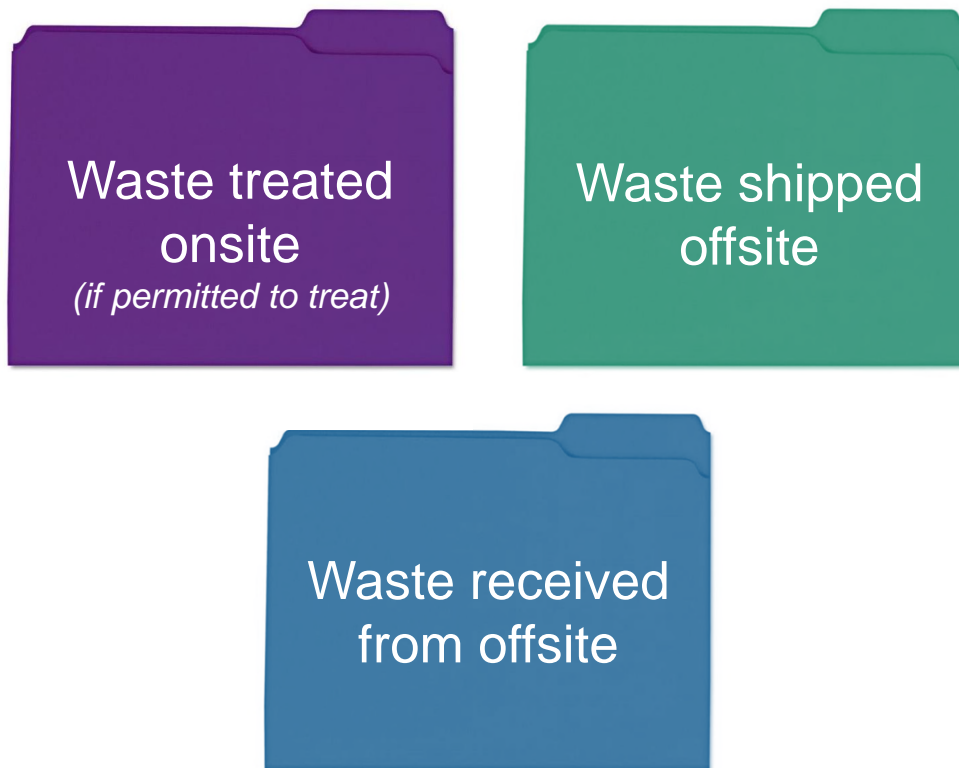 Waste treated
onsite
(if permitted to treat)
Waste shipped
offsite
Waste received
from offsite